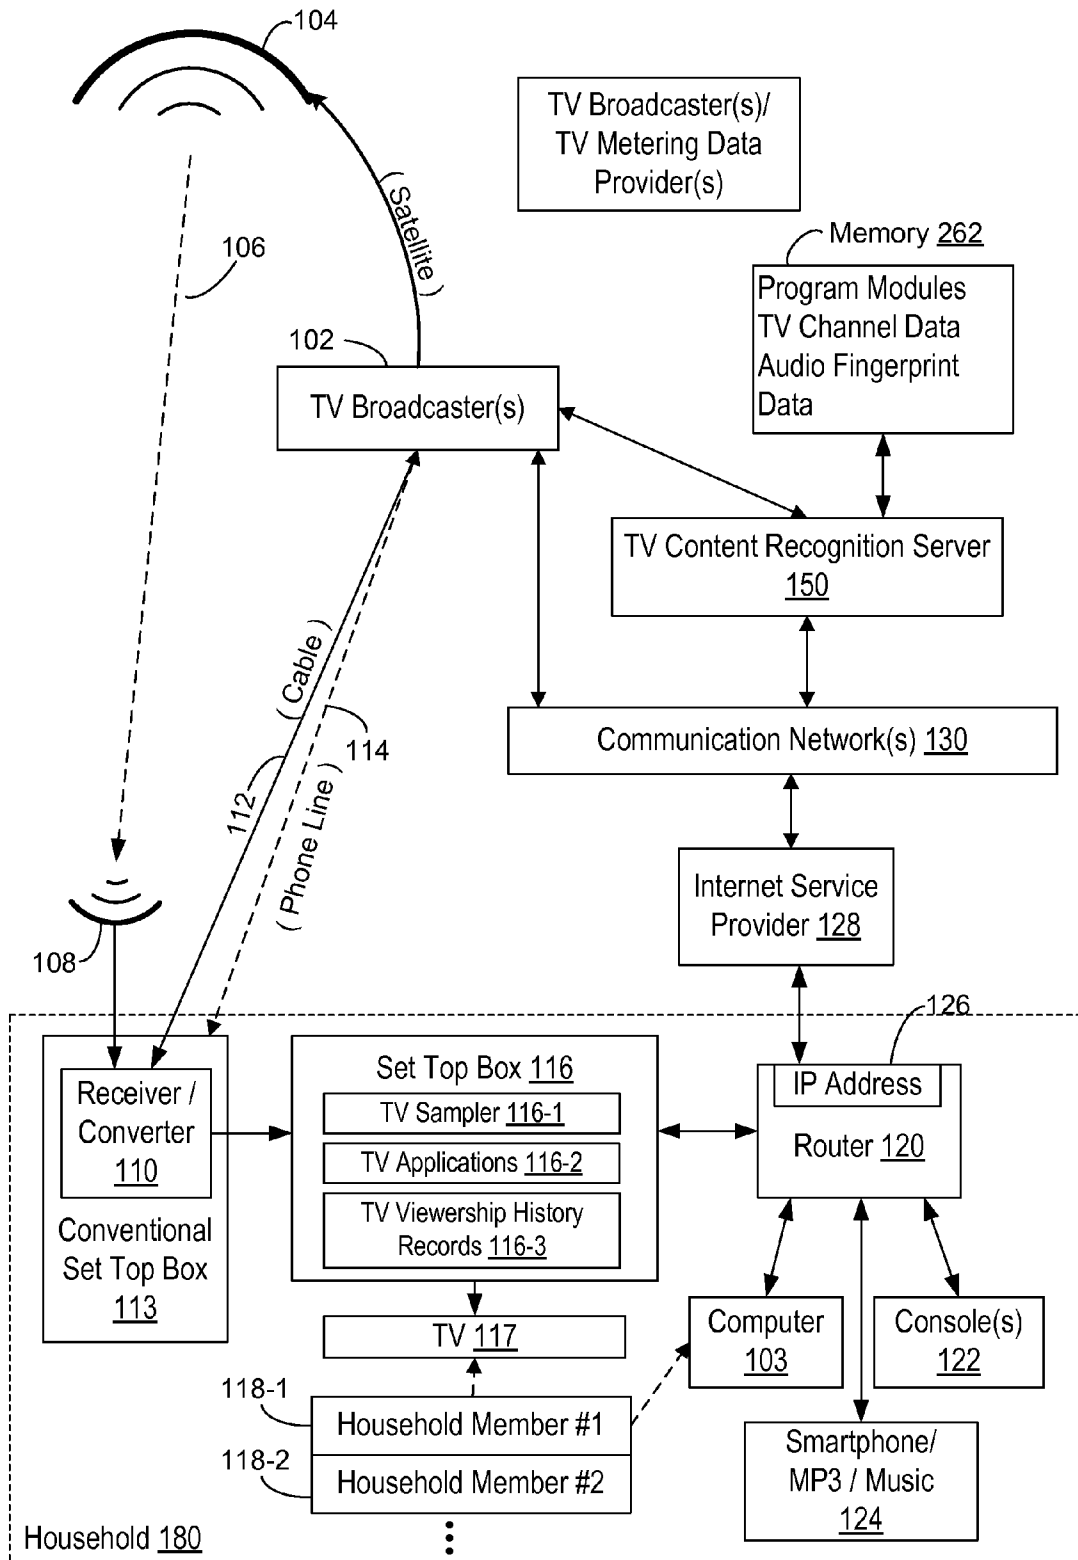 104
TV Broadcaster(s)/
TV Metering Data
Provider(s)
(Satellite)
Memory 262
106
Program Modules
TV Channel Data
Audio Fingerprint
Data
102
TV Broadcaster(s)
TV Content Recognition Server
150
(Cable)
114
112
(Phone Line)
Communication Network(s) 130
Internet Service
Provider 128
108
126
Receiver /
Converter
110
Conventional
Set Top Box
113
Set Top Box 116
TV Sampler 116-1
TV Applications 116-2
TV Viewership History
Records 116-3
IP Address
Router 120
TV 117
Computer
103
Console(s)
122
118-1
Household Member #1
118-2
Household Member #2
Smartphone/
MP3 / Music
124
Household 180